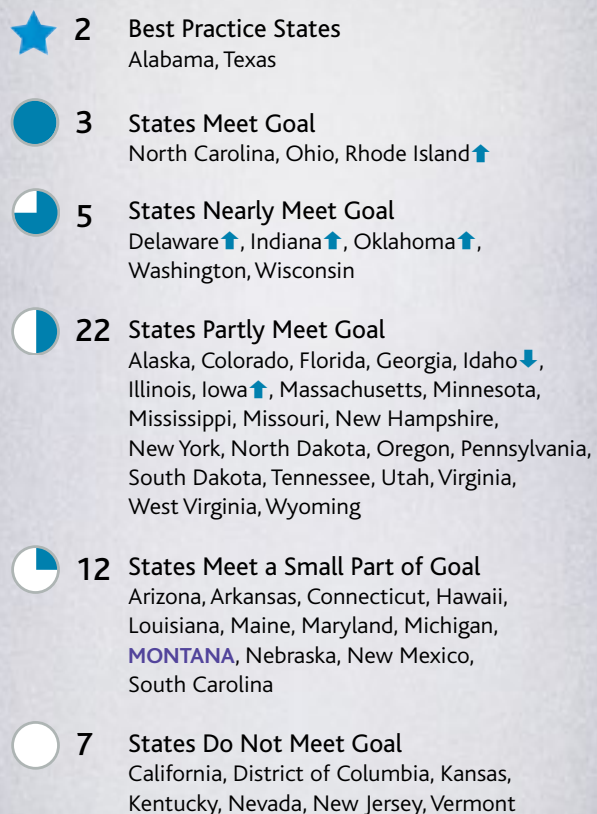 2 Best Practice States
Alabama, Texas
3 States Meet Goal
North Carolina, Ohio, Rhode Island⬆
5 States Nearly Meet Goal
Delaware⬆, Indiana⬆, Oklahoma⬆,
Washington, Wisconsin
22 States Partly Meet Goal
Alaska, Colorado, Florida, Georgia, Idaho⬇,
Illinois, Iowa⬆, Massachusetts, Minnesota,
Mississippi, Missouri, New Hampshire,
New York, North Dakota, Oregon, Pennsylvania,
South Dakota, Tennessee, Utah, Virginia,
West Virginia, Wyoming
12 States Meet a Small Part of Goal
Arizona, Arkansas, Connecticut, Hawaii,
Louisiana, Maine, Maryland, Michigan,
MONTANA, Nebraska, New Mexico,
South Carolina
7 States Do Not Meet Goal
California, District of Columbia, Kansas,
Kentucky, Nevada, New Jersey, Vermont